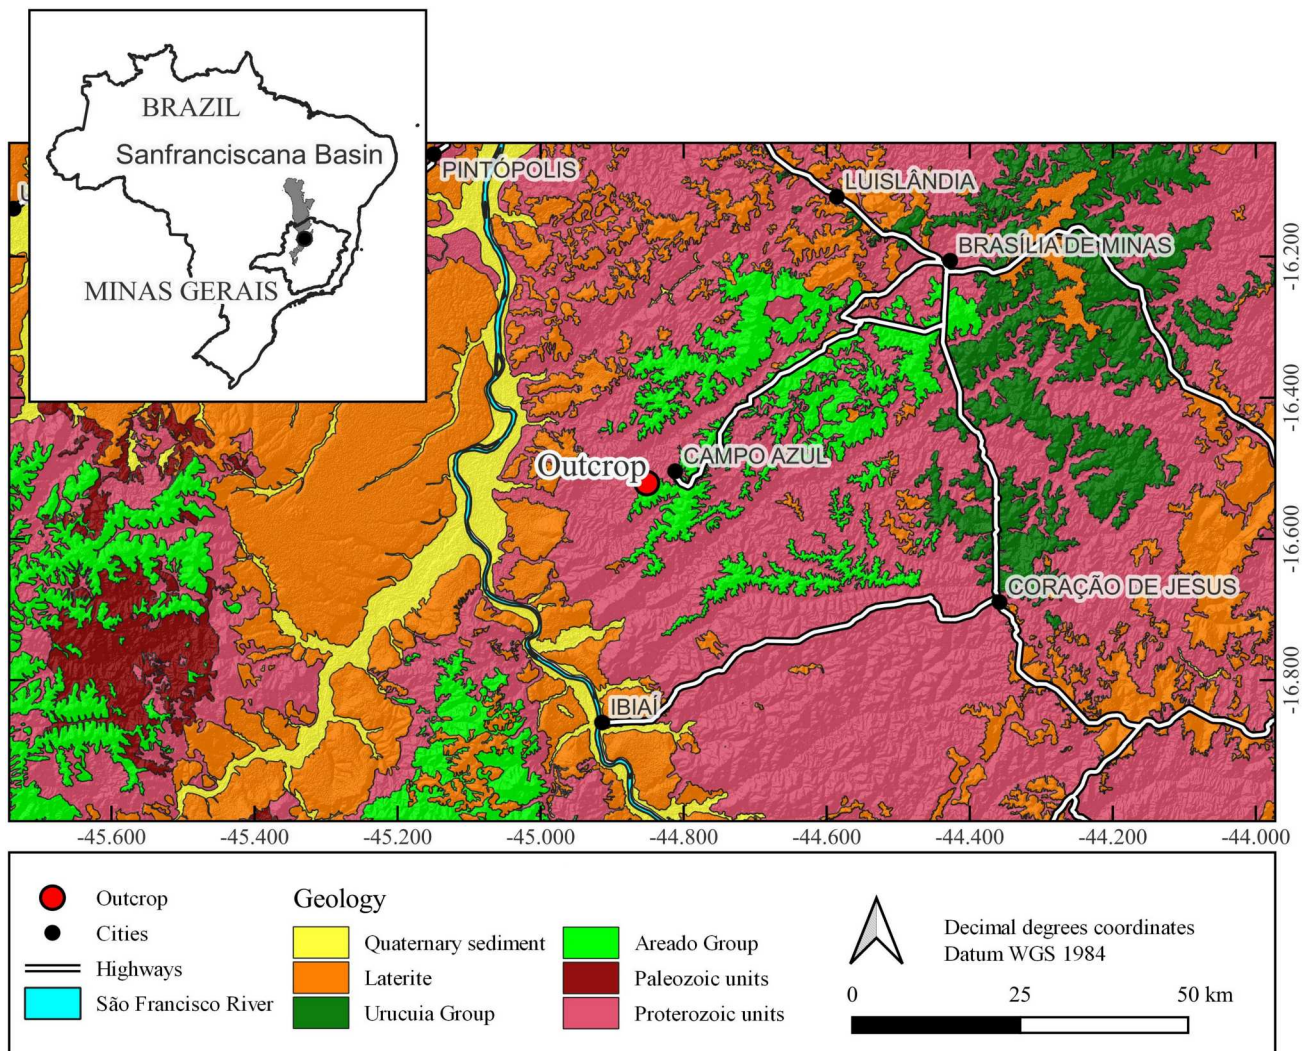 BRAZIL
Sanfranciscana Basin
MINAS GERAIS
PINTÓPOLIS
LUISLÂNDIA
BRASÍLIA DE MINAS
CAMPO AZUL
Outcrop
CORAÇÃO DE JESUS
IBIAÍ
-16.200
-16.400
-16.600
-16.800
-45.600
-45.400
-45.200
-45.000
-44.800
-44.600
-44.400
-44.200
-44.000
Outcrop
Cities
Highways
São Francisco River
Geology
Quaternary sediment
Laterite
Urucuia Group
Areado Group
Paleozoic units
Proterozoic units
Decimal degrees coordinates
Datum WGS 1984
0 25 50 km